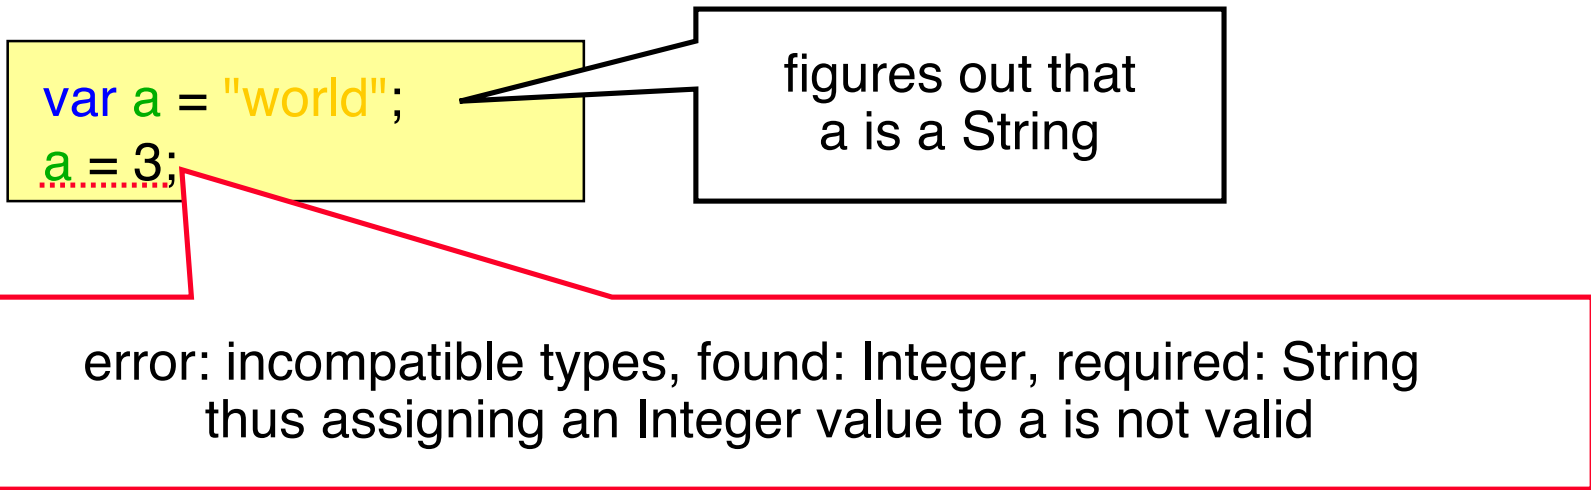 var a = "world";
a = 3;
figures out that
a is a String
error: incompatible types, found: Integer, required: String
thus assigning an Integer value to a is not valid